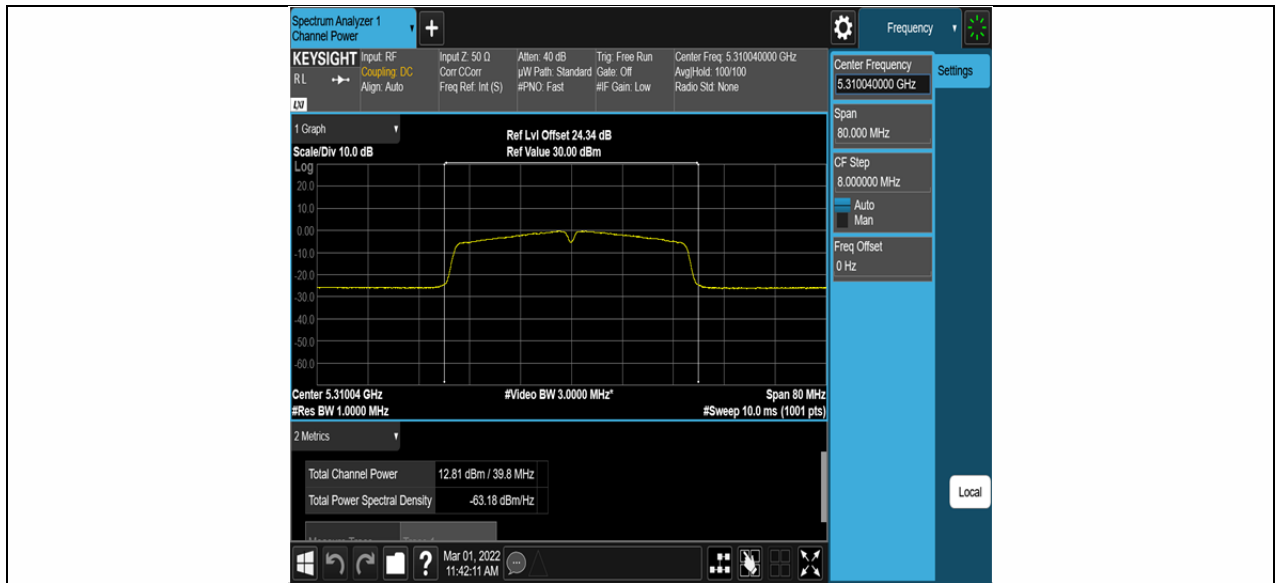 Spectrum Analyzer 1
Channel Power
+
Frequency
KEYSIGHT
RL
LXI
Input: RF
Coupling: DC
Align: Auto
Input Z: 50 Ω
Corr CCorr
Freq Ref: Int (S)
Atten: 40 dB
µW Path: Standard
#PNO: Fast
Trig: Free Run
Gate: Off
#IF Gain: Low
Center Freq: 5.310040000 GHz
Avg|Hold: 100/100
Radio Std: None
Center Frequency
5.310040000 GHz
Settings
Span
80.000 MHz
CF Step
8.000000 MHz
Auto
Man
Freq Offset
0 Hz
Local
1 Graph
Scale/Div 10.0 dB
Ref Lvl Offset 24.34 dB
Ref Value 30.00 dBm
Log
20.0
10.0
0.00
-10.0
-20.0
-30.0
-40.0
-50.0
-60.0
Center 5.31004 GHz
#Video BW 3.0000 MHz*
Span 80 MHz
#Res BW 1.0000 MHz
#Sweep 10.0 ms (1001 pts)
2 Metrics
Total Channel Power 12.81 dBm / 39.8 MHz
Total Power Spectral Density -63.18 dBm/Hz
?
Mar 01, 2022
11:42:11 AM